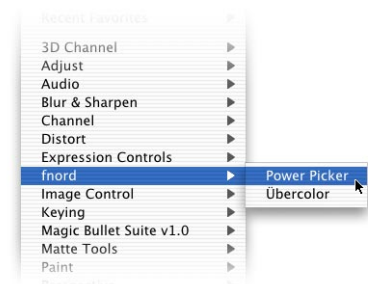 Recent Favorites
3D Channel
Adjust
Audio
Blur & Sharpen
Channel
Distort
Expression Controls
fnord
Power Picker
Übercolor
Image Control
Keying
Magic Bullet Suite v1.0
Matte Tools
Paint